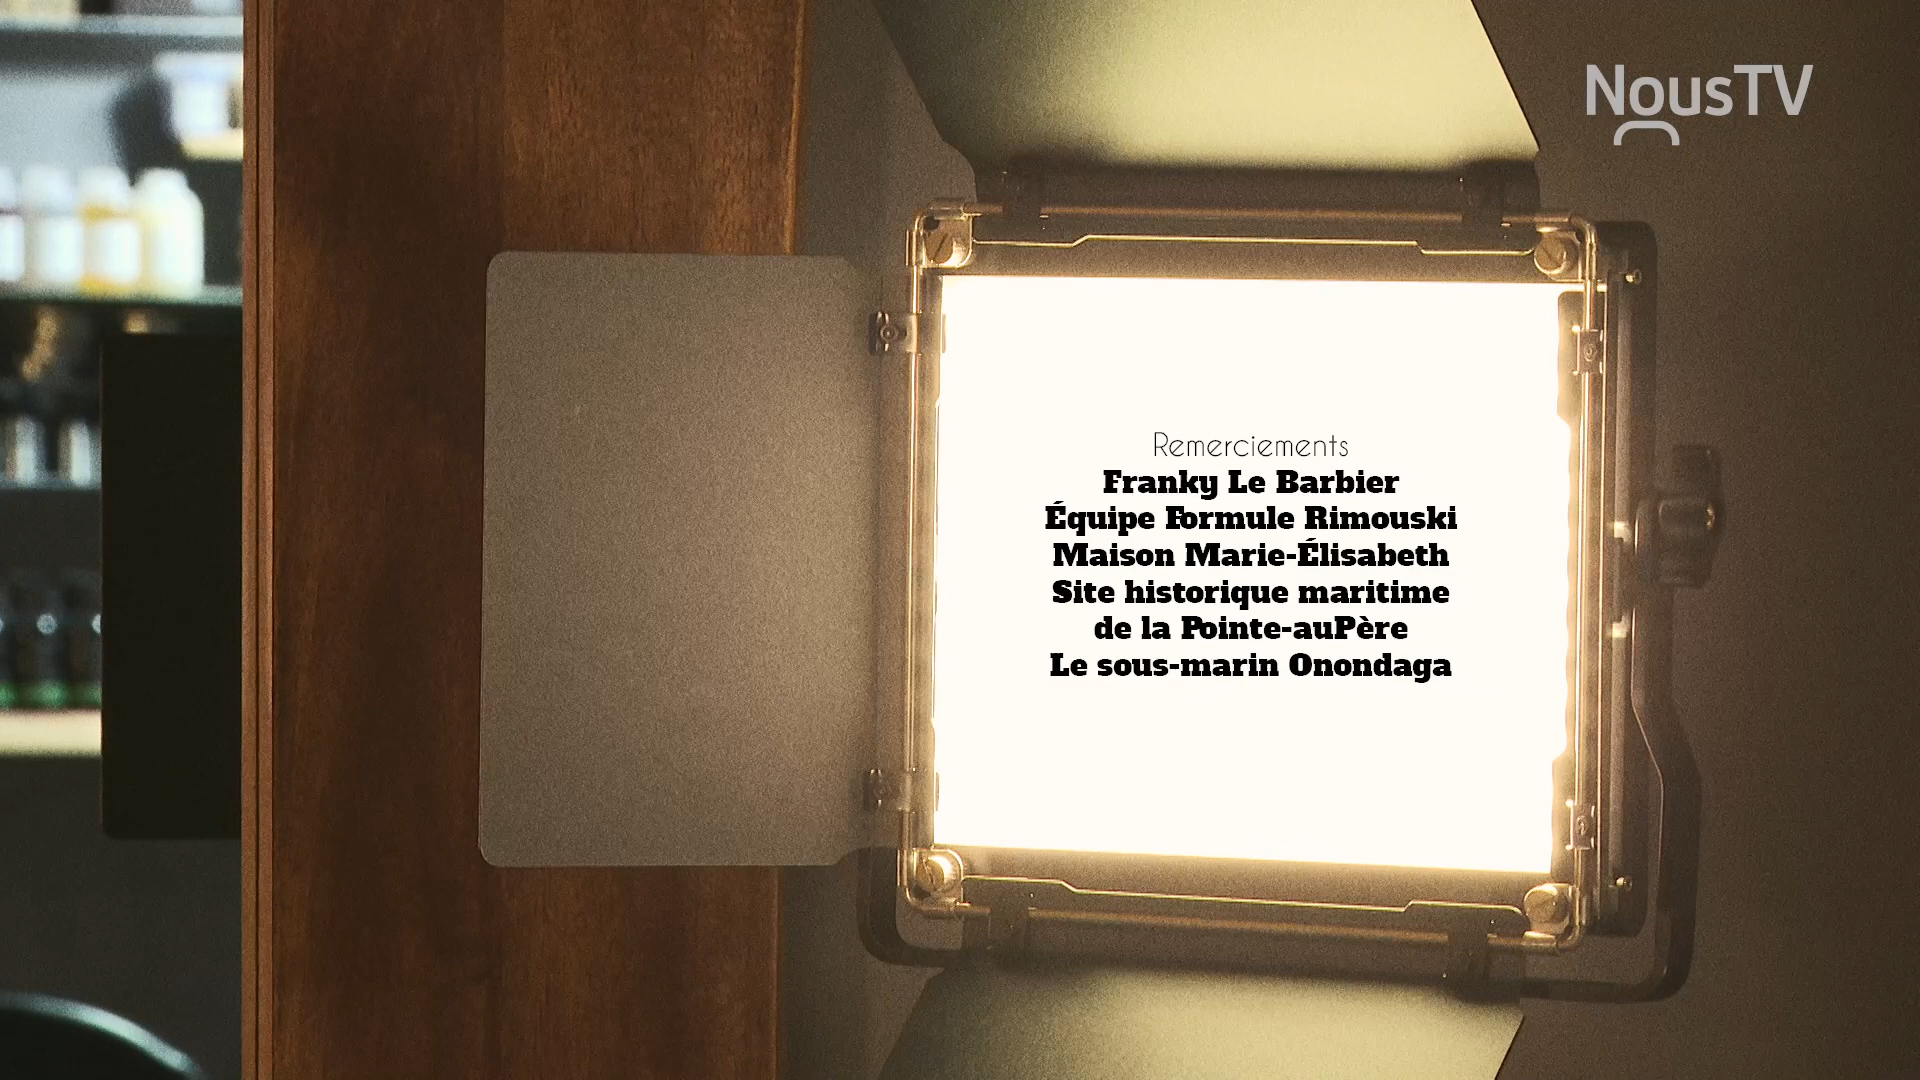 NousTV
Remerciements
Franky Le Barbier
Équipe Formule Rimouski
Maison Marie-Élisabeth
Site historique maritime
de la Pointe-auPère
Le sous-marin Onondaga